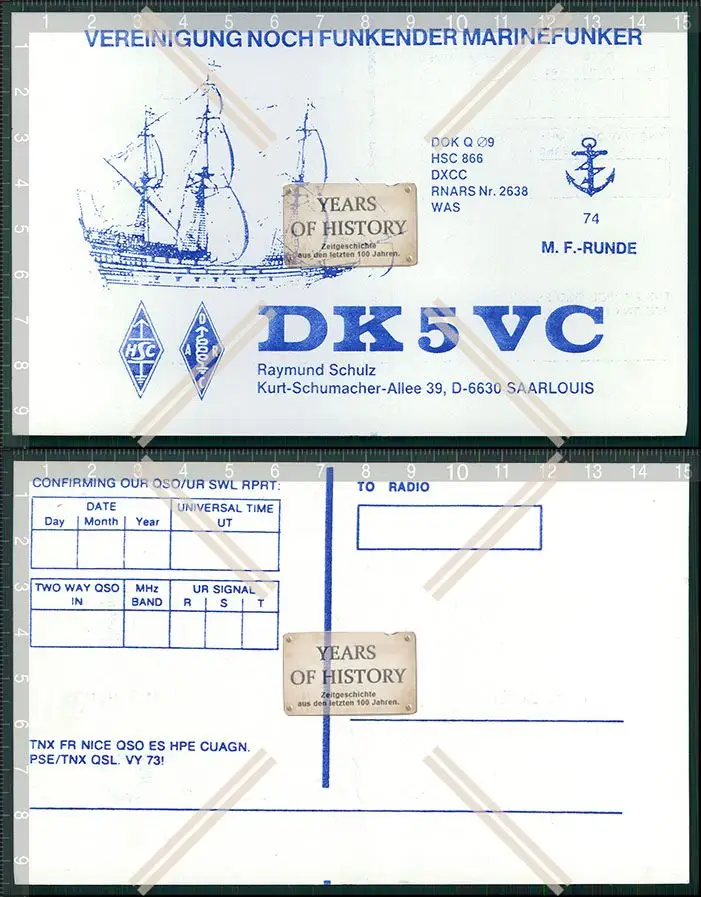 VEREINIGUNG NOCH FUNKENDER MARINEFUNKER
DOK Q Ø9
HSC 866
DXCC
RNARS Nr. 2638
WAS
74
M. F.-RUNDE
YEARS
OF HISTORY
Zeitgeschichte
aus den letzten 100 Jahren.
HSC
D
A R
C
DK5VC
Raymund Schulz
Kurt-Schumacher-Allee 39, D-6630 SAARLOUIS
CONFIRMING OUR QSO/UR SWL RPRT:
DATE UNIVERSAL TIME
Day Month Year UT
TWO WAY QSO MHz UR SIGNAL
IN BAND R S T
TO RADIO
YEARS
OF HISTORY
Zeitgeschichte
aus den letzten 100 Jahren.
TNX FR NICE QSO ES HPE CUAGN.
PSE/TNX QSL. VY 73!